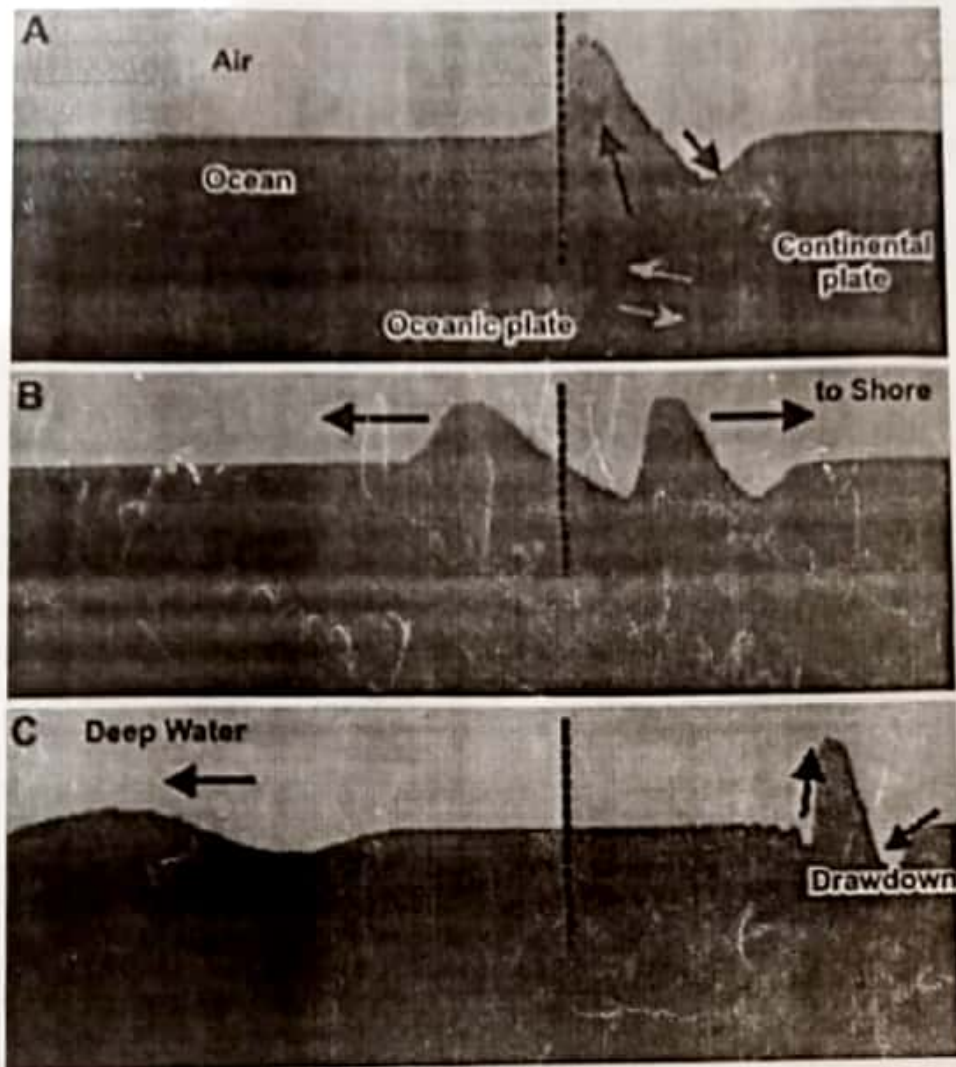 A
Air
Ocean
Continental
plate
Oceanic plate
B
to Shore
C
Deep Water
Drawdown